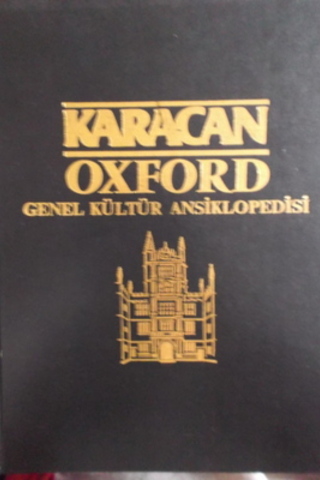 KARACAN
OXFORD
GENEL KÜLTÜR ANSİKLOPEDİSİ